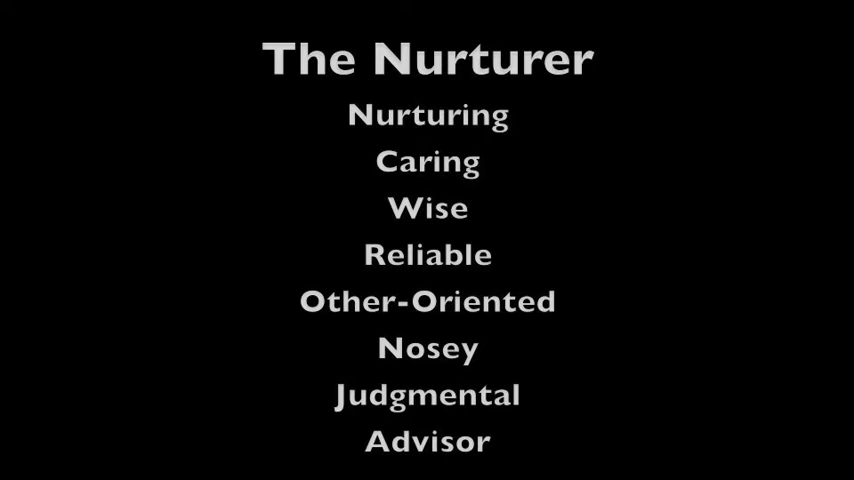 The Nurturer
Nurturing
Caring
Wise
Reliable
Other-Oriented
Nosey
Judgmental
Advisor